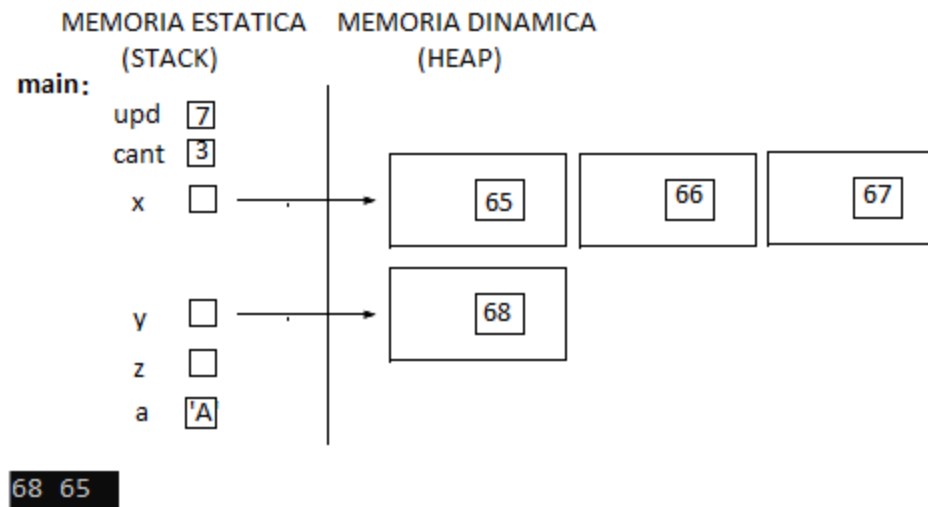 MEMORIA ESTATICA MEMORIA DINAMICA
(STACK) (HEAP)
main:
upd 7
cant 3
x 65 66 67
y 68
z
a 'A'
68 65